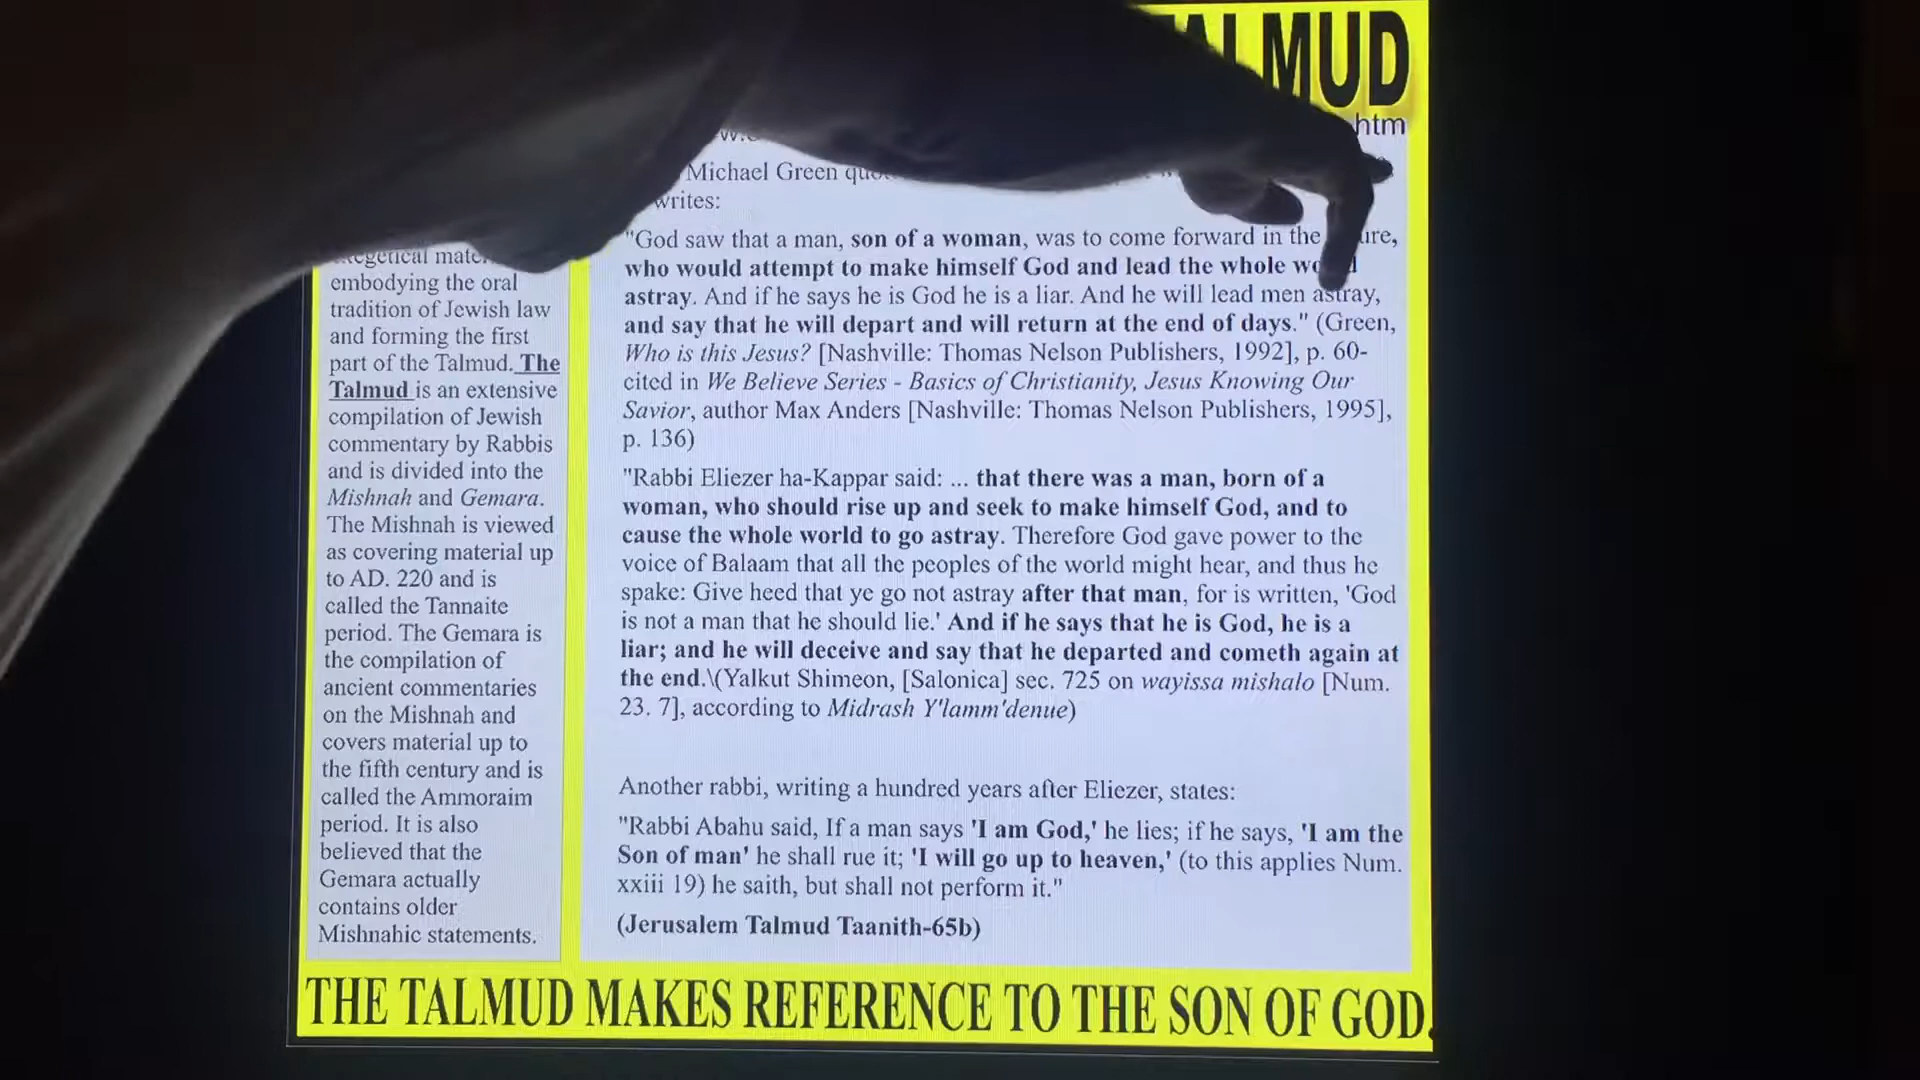 MUD
htm
Michael Green
writes:
embodying the oral
tradition of Jewish law
and forming the first
part of the Talmud. The
Talmud is an extensive
compilation of Jewish
commentary by Rabbis
and is divided into the
Mishnah and Gemara.
The Mishnah is viewed
as covering material up
to AD. 220 and is
called the Tannaite
period. The Gemara is
the compilation of
ancient commentaries
on the Mishnah and
covers material up to
the fifth century and is
called the Ammoraim
period. It is also
believed that the
Gemara actually
contains older
Mishnahic statements.
"God saw that a man, son of a woman, was to come forward in the
who would attempt to make himself God and lead the whole
astray. And if he says he is God he is a liar. And he will lead men astray,
and say that he will depart and will return at the end of days." (Green,
Who is this Jesus? [Nashville: Thomas Nelson Publishers, 1992], p. 60-
cited in We Believe Series - Basics of Christianity, Jesus Knowing Our
Savior, author Max Anders [Nashville: Thomas Nelson Publishers, 1995],
p. 136)
"Rabbi Eliezer ha-Kappar said: ... that there was a man, born of a
woman, who should rise up and seek to make himself God, and to
cause the whole world to go astray. Therefore God gave power to the
voice of Balaam that all the peoples of the world might hear, and thus he
spake: Give heed that ye go not astray after that man, for is written, 'God
is not a man that he should lie.' And if he says that he is God, he is a
liar; and he will deceive and say that he departed and cometh again at
the end.\(Yalkut Shimeon, [Salonica] sec. 725 on wayissa mishalo [Num.
23. 7], according to Midrash Y'lamm'denue)
Another rabbi, writing a hundred years after Eliezer, states:
"Rabbi Abahu said, If a man says 'I am God,' he lies; if he says, 'I am the
Son of man' he shall rue it; 'I will go up to heaven,' (to this applies Num.
xxiii 19) he saith, but shall not perform it."
(Jerusalem Talmud Taanith-65b)
THE TALMUD MAKES REFERENCE TO THE SON OF GOD.